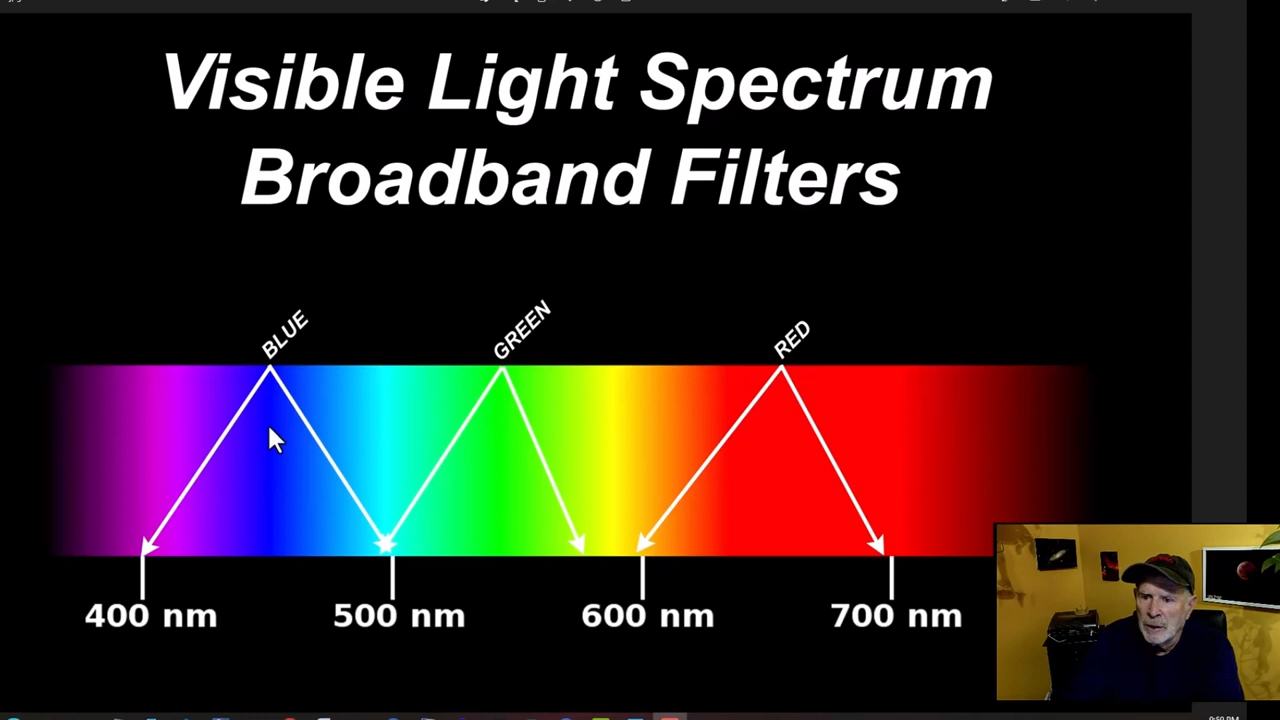 Visible Light Spectrum
Broadband Filters
BLUE
GREEN
RED
400 nm
500 nm
600 nm
700 nm